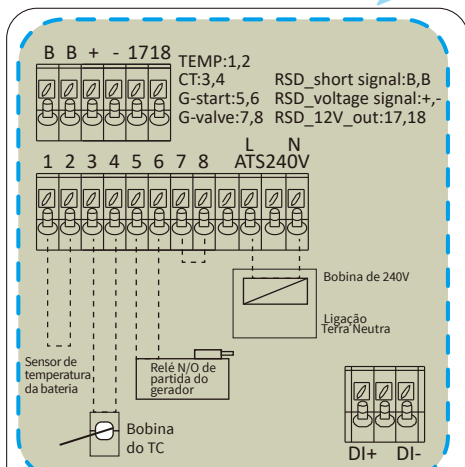 B B + - 17 18
TEMP:1,2
CT:3,4
G-start:5,6
G-valve:7,8
RSD_short signal:B,B
RSD_voltage signal:+,-
RSD_12V_out:17,18
1 2 3 4 5 6 7 8
L N
ATS240V
Bobina de 240V
Ligação
Terra Neutra
Sensor de
temperatura
da bateria
Relé N/O de
partida do
gerador
Bobina
do TC
DI+ DI-